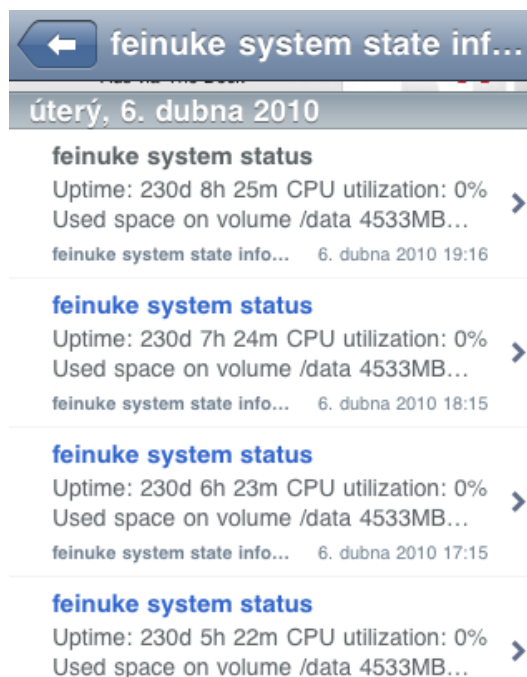 feinuke system state inf...
úterý, 6. dubna 2010
feinuke system status
Uptime: 230d 8h 25m CPU utilization: 0%
Used space on volume /data 4533MB...
feinuke system state info... 6. dubna 2010 19:16
feinuke system status
Uptime: 230d 7h 24m CPU utilization: 0%
Used space on volume /data 4533MB...
feinuke system state info... 6. dubna 2010 18:15
feinuke system status
Uptime: 230d 6h 23m CPU utilization: 0%
Used space on volume /data 4533MB...
feinuke system state info... 6. dubna 2010 17:15
feinuke system status
Uptime: 230d 5h 22m CPU utilization: 0%
Used space on volume /data 4533MB...